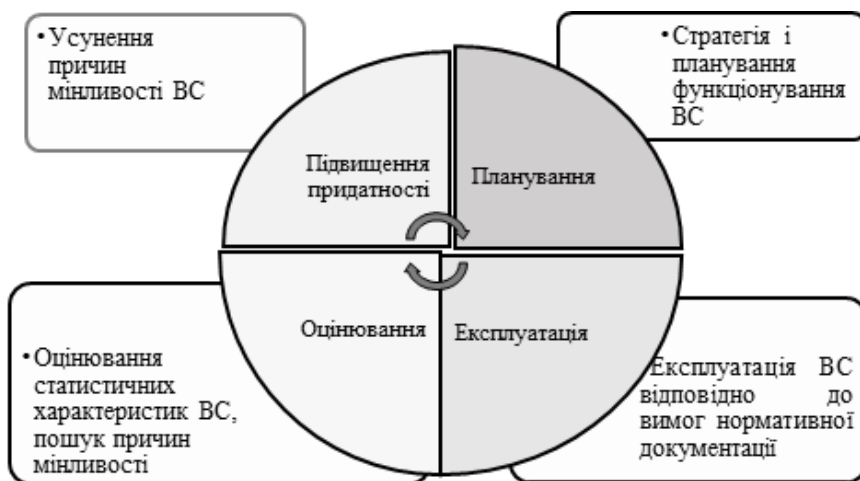 •Усунення
причин
мінливості ВС
•Стратегія і
планування
функціонування
ВС
Підвищення
придатності
Планування
Оцінювання
Експлуатація
•Оцінювання
статистичних
характеристик ВС,
пошук причин
мінливості
Експлуатація ВС
відповідно до
вимог нормативної
документації